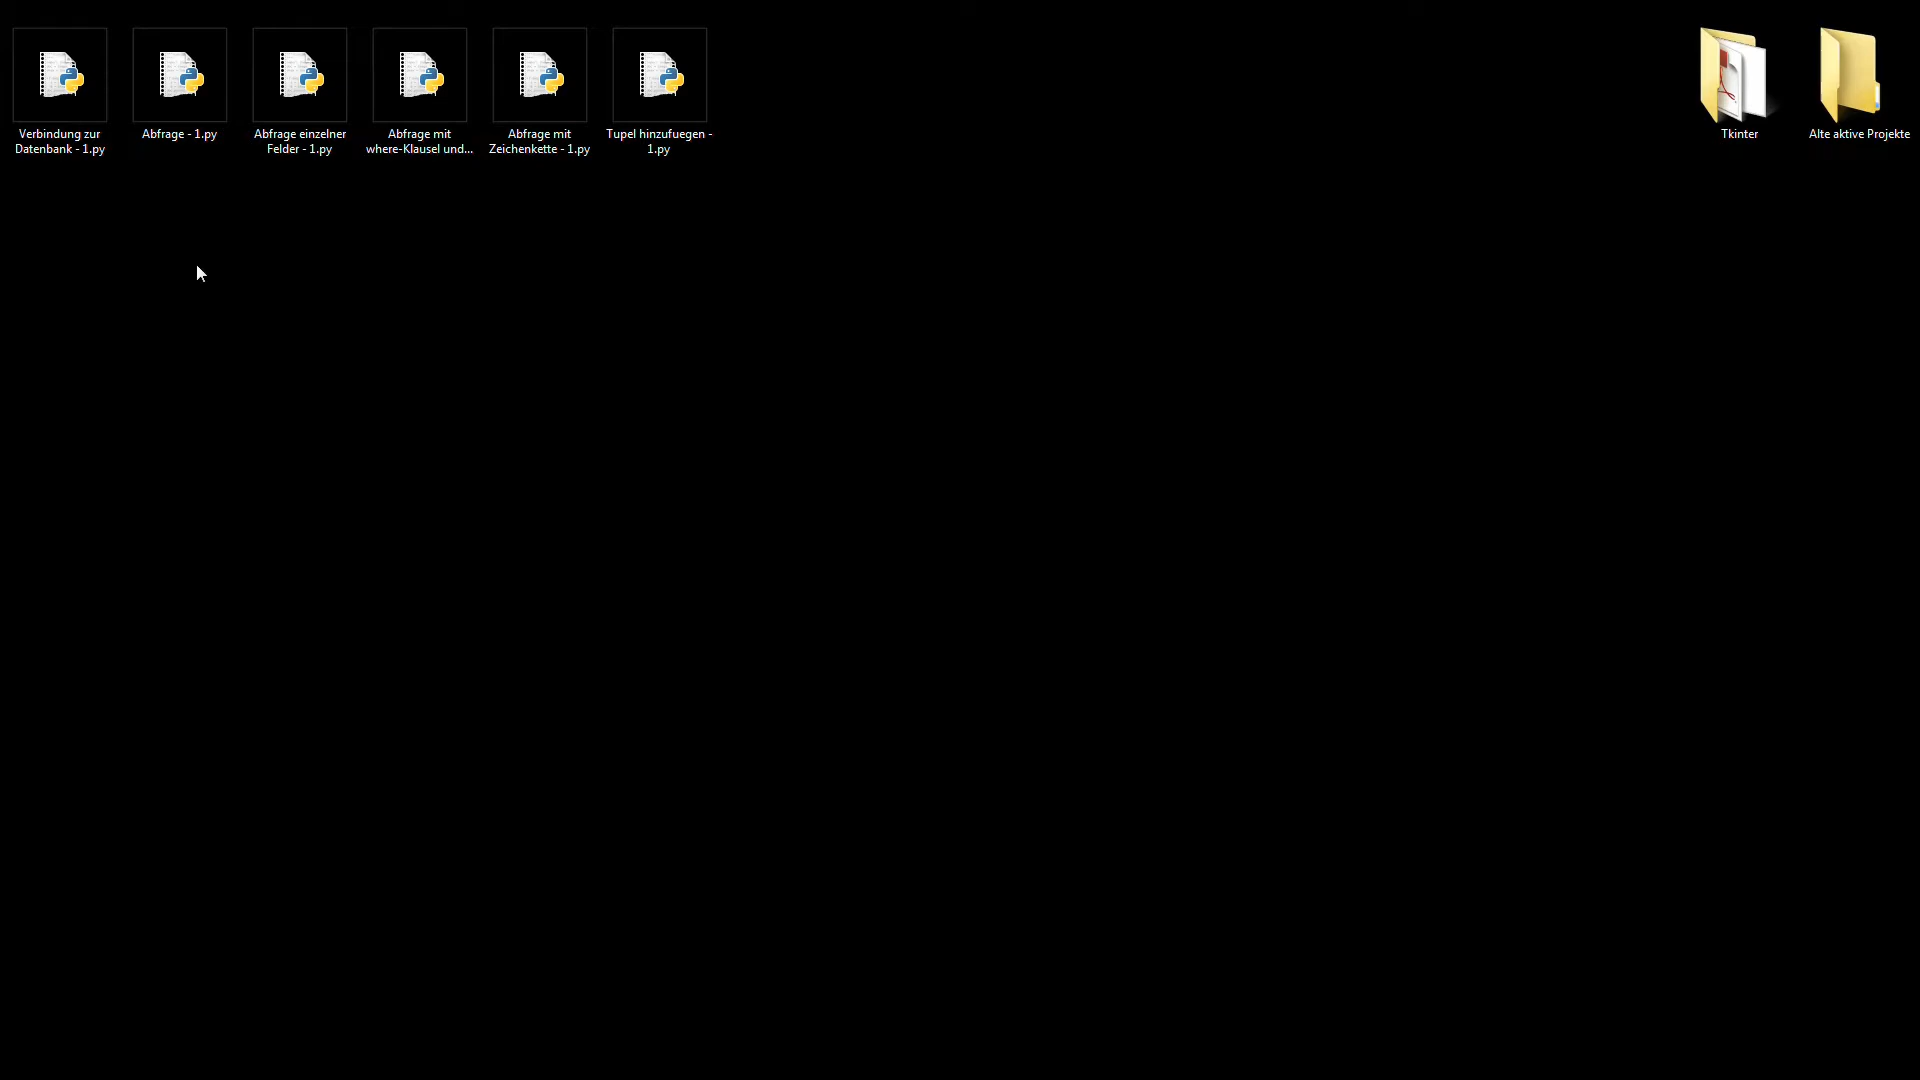 Verbindung zur
Datenbank - 1.py
Abfrage - 1.py
Abfrage einzelner
Felder - 1.py
Abfrage mit
where-Klausel und...
Abfrage mit
Zeichenkette - 1.py
Tupel hinzufuegen -
1.py
Tkinter
Alte aktive Projekte